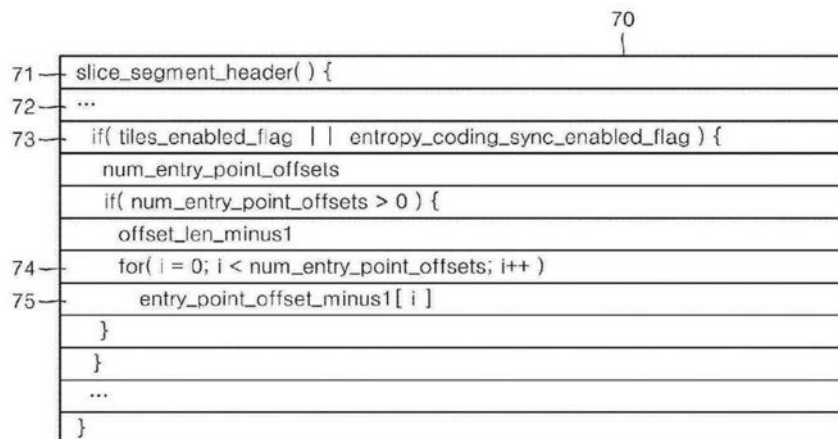 70
71 slice_segment_header( ) {
72 ...
73 if( tiles_enabled_flag | | entropy_coding_sync_enabled_flag ) {
num_entry_point_offsets
if( num_entry_point_offsets > 0 ) {
offset_len_minus1
74 for( i = 0; i < num_entry_point_offsets; i++ )
75 entry_point_offset_minus1[ i ]
}
}
...
}